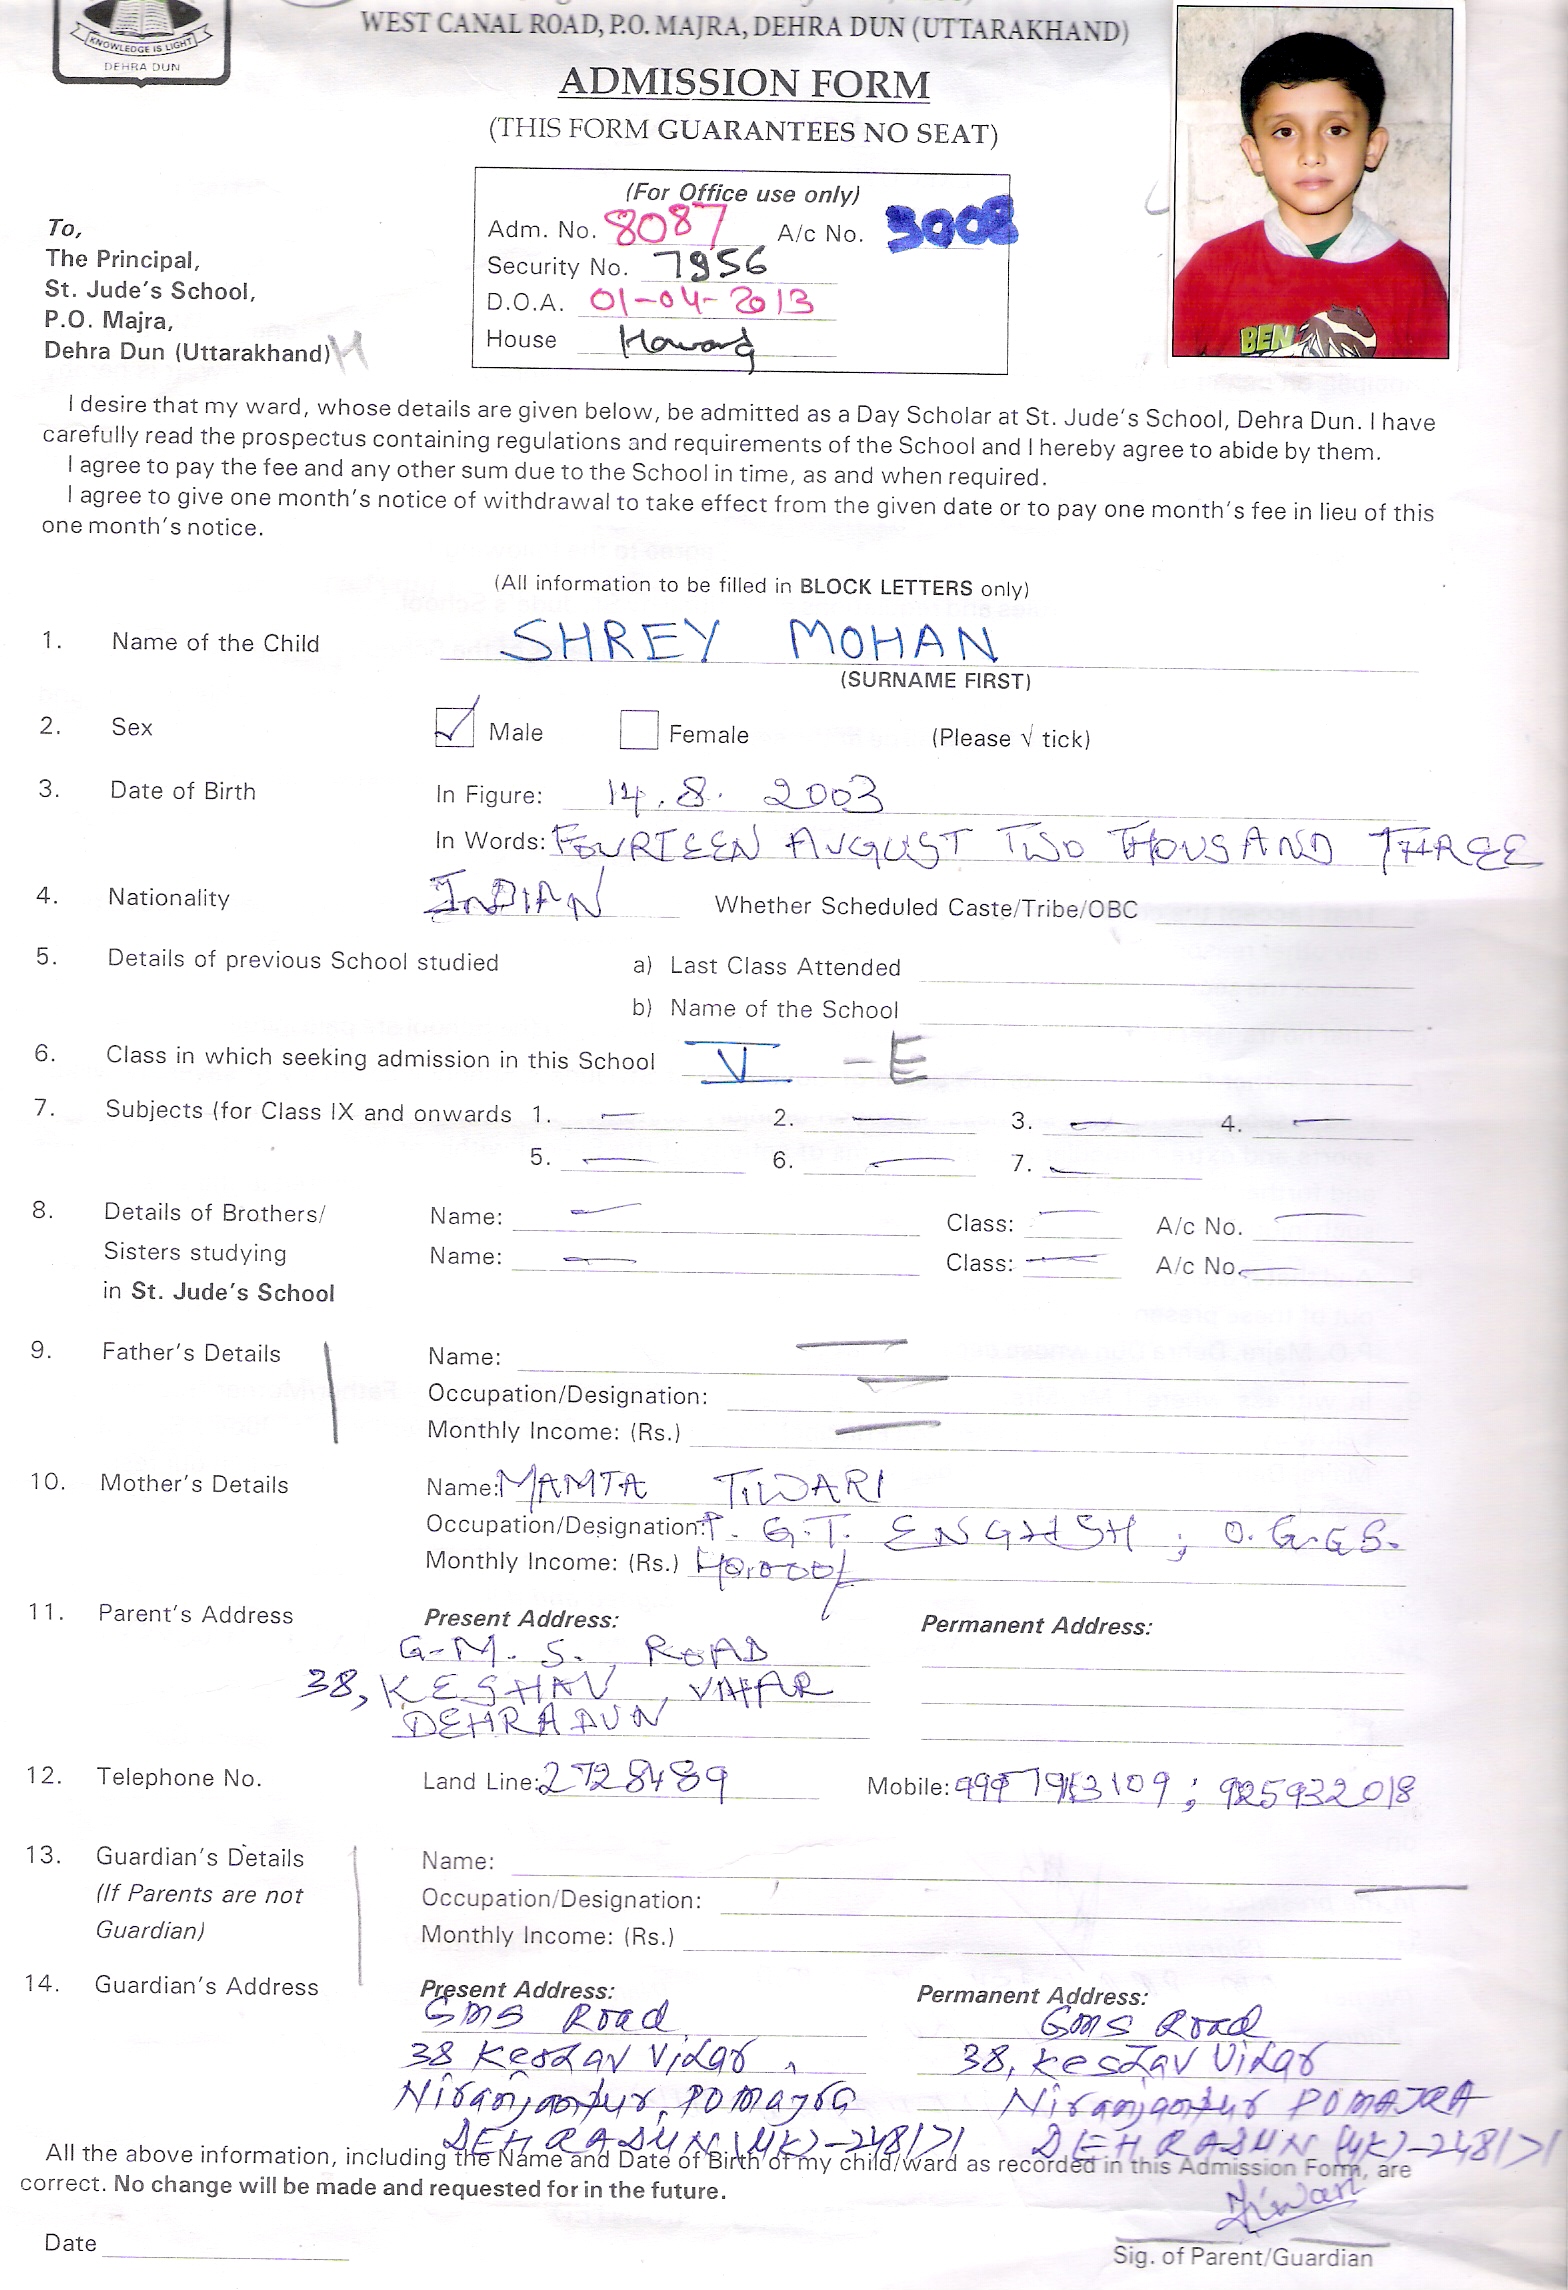 KNOWLEDGE IS LIGHT
DEHRA DUN
WEST CANAL ROAD, P.O. MAJRA, DEHRA DUN (UTTARAKHAND)
ADMISSION FORM
(THIS FORM GUARANTEES NO SEAT)
(For Office use only)
Adm. No. 8087 A/c No. 3008
Security No. 7956
D.O.A. 01-04-2013
House Howard
To,
The Principal,
St. Jude's School,
P.O. Majra,
Dehra Dun (Uttarakhand) H
BEN
I desire that my ward, whose details are given below, be admitted as a Day Scholar at St. Jude's School, Dehra Dun. I have
carefully read the prospectus containing regulations and requirements of the School and I hereby agree to abide by them.
I agree to pay the fee and any other sum due to the School in time, as and when required.
I agree to give one month's notice of withdrawal to take effect from the given date or to pay one month's fee in lieu of this
one month's notice.
(All information to be filled in BLOCK LETTERS only)
1. Name of the Child SHREY MOHAN
(SURNAME FIRST)
2. Sex ✓ Male Female (Please √ tick)
3. Date of Birth In Figure: 14.8.2003
In Words: FOURTEEN AUGUST TWO THOUSAND THREE
4. Nationality INDIAN Whether Scheduled Caste/Tribe/OBC
5. Details of previous School studied a) Last Class Attended
b) Name of the School
6. Class in which seeking admission in this School V - E
7. Subjects (for Class IX and onwards 1. — 2. — 3. — 4. —
5. — 6. — 7. —
8. Details of Brothers/ Name: — Class: — A/c No. —
Sisters studying Name: — Class: — A/c No. —
in St. Jude's School
9. Father's Details Name: —
Occupation/Designation: —
Monthly Income: (Rs.) —
10. Mother's Details Name: MAMTA TIWARI
Occupation/Designation: P.G.T. ENGLISH ; O.G.G.S.
Monthly Income: (Rs.) 40,000/
11. Parent's Address Present Address: Permanent Address:
G.M.S. ROAD
38, KESHAV VIHAR
DEHRADUN
12. Telephone No. Land Line: 2728489 Mobile: ; 925932018
13. Guardian's Details Name:
(If Parents are not Occupation/Designation: —
Guardian) Monthly Income: (Rs.)
14. Guardian's Address Present Address: Permanent Address:
GMS Road GMS Road
38 Keshav Vihar, 38, Keshav Vihar
Niranjanpur, PO Majra Niranjanpur PO MAJRA
DEHRADUN (UK)-248171 DEHRADUN (UK)-248171
All the above information, including the Name and Date of Birth of my child/ward as recorded in this Admission Form, are
correct. No change will be made and requested for in the future.
Tiwari
Date Sig. of Parent/Guardian